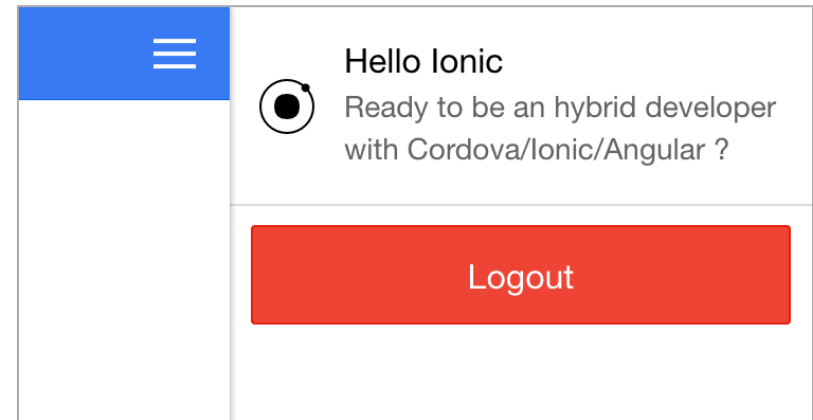 Hello Ionic
Ready to be an hybrid developer
with Cordova/Ionic/Angular ?
Logout